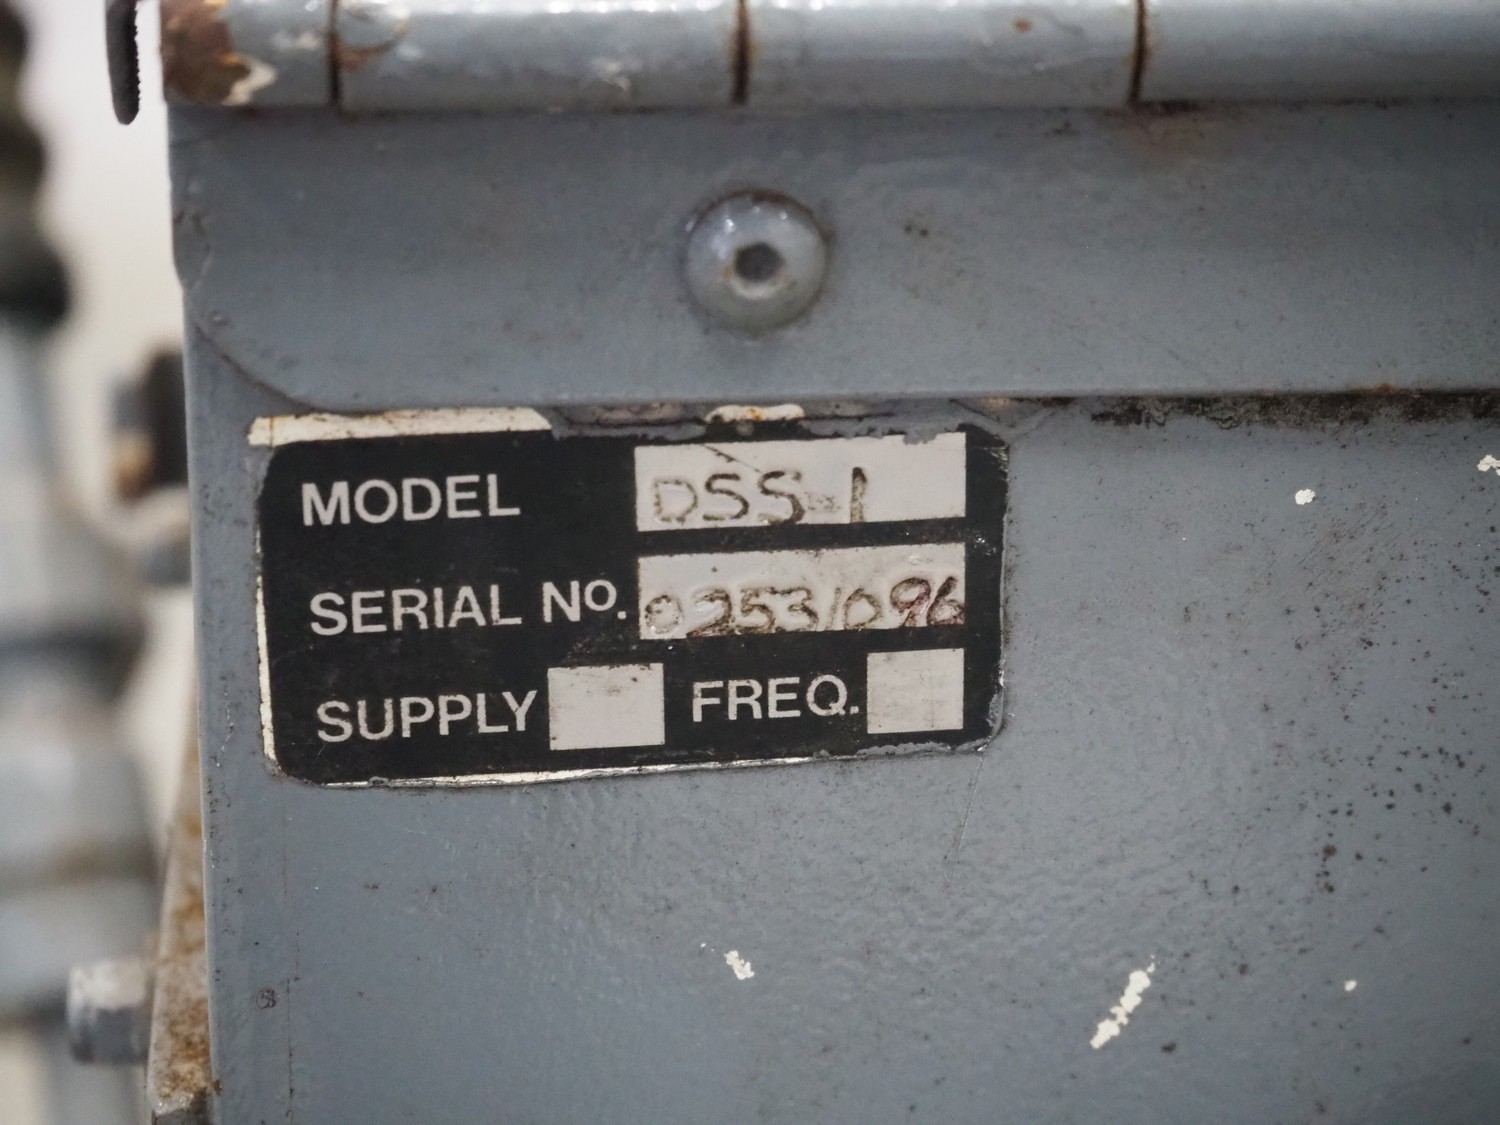 MODEL DSS-1
SERIAL No. 0253/096
SUPPLY FREQ.